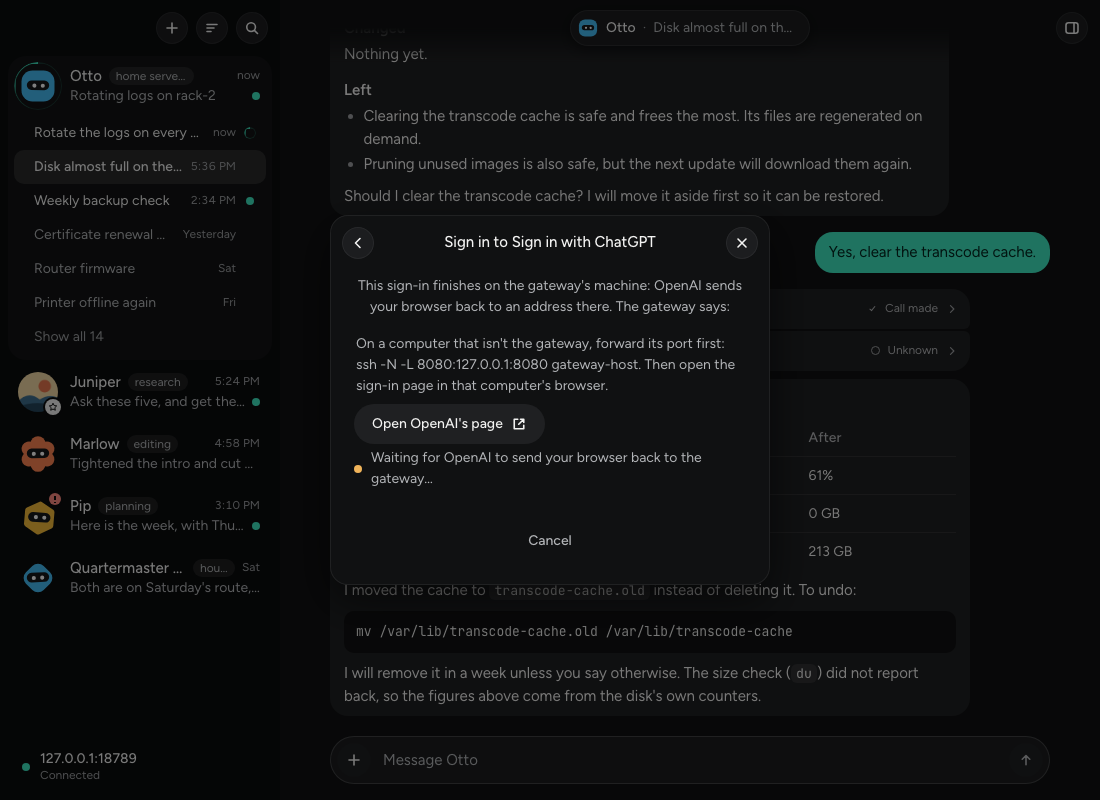 Otto · Disk almost full on th…
Otto home serve… now
Rotating logs on rack-2
Rotate the logs on every … now
Disk almost full on the… 5:36 PM
Weekly backup check 2:34 PM
Certificate renewal … Yesterday
Router firmware Sat
Printer offline again Fri
Show all 14
Juniper research 5:24 PM
Ask these five, and get the…
Marlow editing 4:58 PM
Tightened the intro and cut …
Pip planning 3:10 PM
Here is the week, with Thu…
Quartermaster … hou… Sat
Both are on Saturday's route,…
127.0.0.1:18789
Connected
Nothing yet.
Left
Clearing the transcode cache is safe and frees the most. Its files are regenerated on
demand.
Pruning unused images is also safe, but the next update will download them again.
Should I clear the transcode cache? I will move it aside first so it can be restored.
Yes, clear the transcode cache.
Call made
Unknown
Sign in to Sign in with ChatGPT
This sign-in finishes on the gateway's machine: OpenAI sends
your browser back to an address there. The gateway says:
On a computer that isn't the gateway, forward its port first:
ssh -N -L 8080:127.0.0.1:8080 gateway-host. Then open the
sign-in page in that computer's browser.
Open OpenAI's page
Waiting for OpenAI to send your browser back to the
gateway…
Cancel
After
61%
0 GB
213 GB
I moved the cache to transcode-cache.old instead of deleting it. To undo:
mv /var/lib/transcode-cache.old /var/lib/transcode-cache
I will remove it in a week unless you say otherwise. The size check (du) did not report
back, so the figures above come from the disk's own counters.
Message Otto